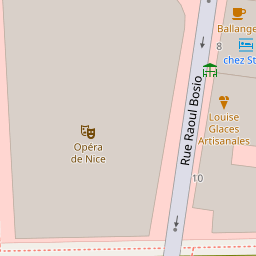 Ballange
8
chez St
Rue Raoul Bosio
Louise
Glaces
Artisanales
Opéra
de Nice
10